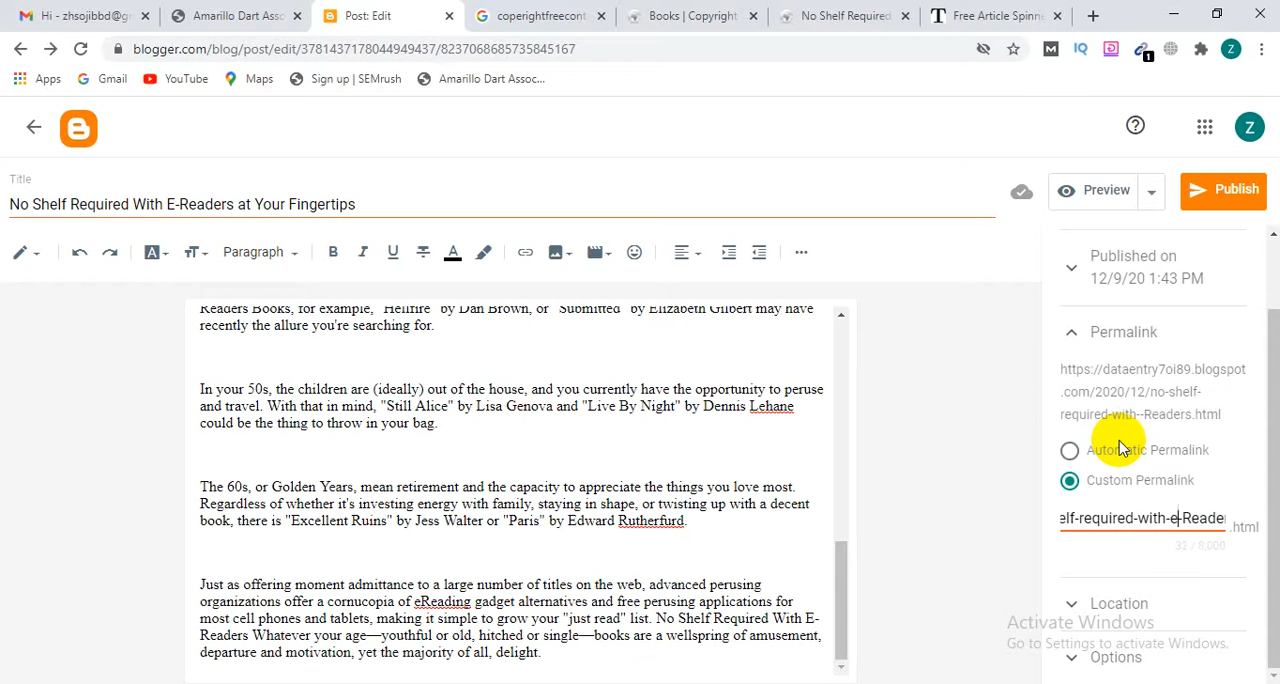 Hi - zhsojibbd@g
Amarillo Dart Asso
Post: Edit
coperightfreecont
Books | Copyright
No Shelf Required
Free Article Spinne
blogger.com/blog/post/edit/3781437178044949437/8237068685735845167
Z
1
Apps
Gmail
YouTube
Maps
Sign up | SEMrush
Amarillo Dart Assoc...
Z
Title
No Shelf Required With E-Readers at Your Fingertips
Preview
Publish
Paragraph
B I U
Readers Books, for example, "Hellfire" by Dan Brown, or "Submitted" by Elizabeth Gilbert may have
recently the allure you're searching for.
In your 50s, the children are (ideally) out of the house, and you currently have the opportunity to peruse
and travel. With that in mind, "Still Alice" by Lisa Genova and "Live By Night" by Dennis Lehane
could be the thing to throw in your bag.
The 60s, or Golden Years, mean retirement and the capacity to appreciate the things you love most.
Regardless of whether it's investing energy with family, staying in shape, or twisting up with a decent
book, there is "Excellent Ruins" by Jess Walter or "Paris" by Edward Rutherfurd.
Just as offering moment admittance to a large number of titles on the web, advanced perusing
organizations offer a cornucopia of eReading gadget alternatives and free perusing applications for
most cell phones and tablets, making it simple to grow your "just read" list. No Shelf Required With E-
Readers Whatever your age—youthful or old, hitched or single—books are a wellspring of amusement,
departure and motivation, yet the majority of all, delight.
Published on
12/9/20 1:43 PM
Permalink
https://dataentry7oi89.blogspot
.com/2020/12/no-shelf-
required-with--Readers.html
Automatic Permalink
Custom Permalink
elf-required-with-e-Reader
.html
32 / 8,000
Location
Activate Windows
Go to Settings to activate Windows.
Options